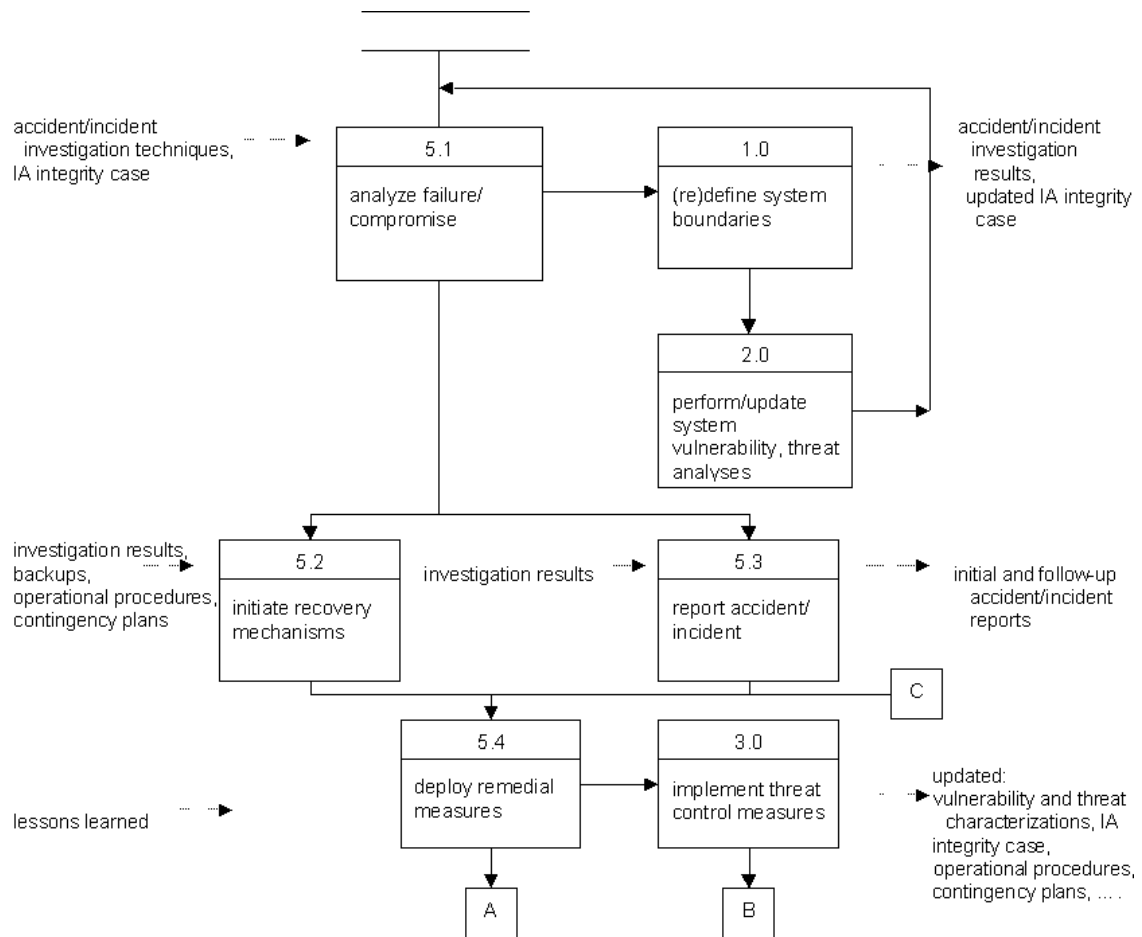 accident/incident
investigation techniques,
IA integrity case
5.1
analyze failure/
compromise
1.0
(re)define system
boundaries
accident/incident
investigation
results,
updated IA integrity
case
2.0
perform/update
system
vulnerability, threat
analyses
investigation results,
backups,
operational procedures,
contingency plans
5.2
initiate recovery
mechanisms
investigation results
5.3
report accident/
incident
initial and follow-up
accident/incident
reports
C
lessons learned
5.4
deploy remedial
measures
3.0
implement threat
control measures
updated:
vulnerability and threat
characterizations, IA
integrity case,
operational procedures,
contingency plans, ... .
A
B